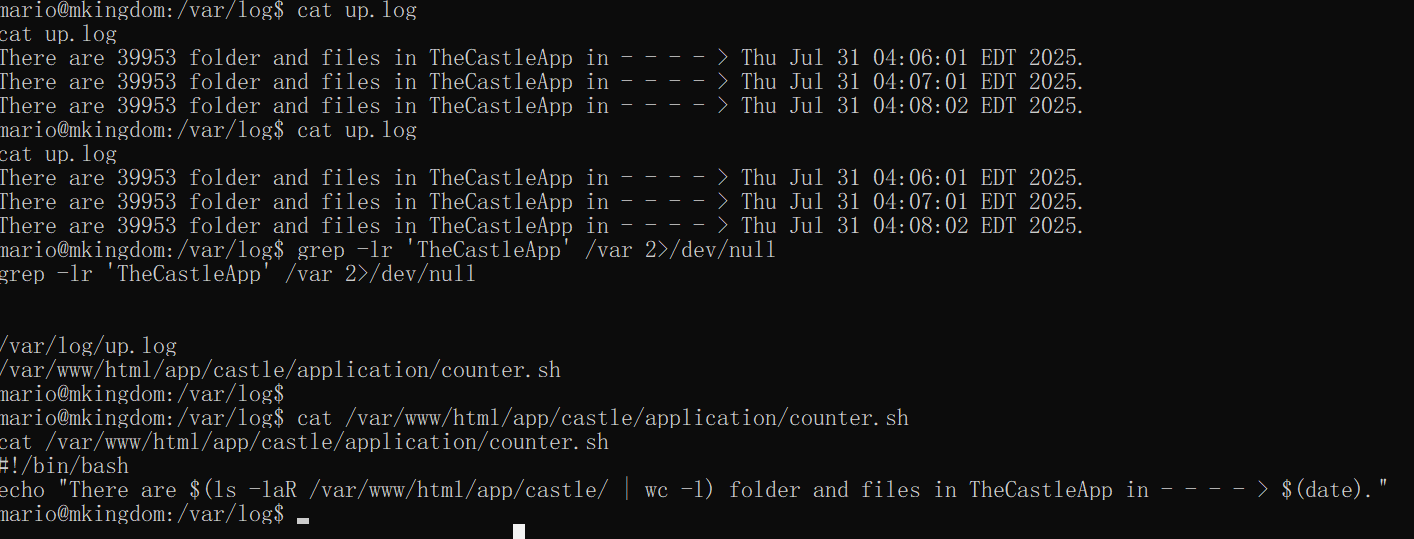 mario@mkingdom:/var/log$ cat up.log
cat up.log
There are 39953 folder and files in TheCastleApp in - - - - > Thu Jul 31 04:06:01 EDT 2025.
There are 39953 folder and files in TheCastleApp in - - - - > Thu Jul 31 04:07:01 EDT 2025.
There are 39953 folder and files in TheCastleApp in - - - - > Thu Jul 31 04:08:02 EDT 2025.
mario@mkingdom:/var/log$ cat up.log
cat up.log
There are 39953 folder and files in TheCastleApp in - - - - > Thu Jul 31 04:06:01 EDT 2025.
There are 39953 folder and files in TheCastleApp in - - - - > Thu Jul 31 04:07:01 EDT 2025.
There are 39953 folder and files in TheCastleApp in - - - - > Thu Jul 31 04:08:02 EDT 2025.
mario@mkingdom:/var/log$ grep -lr 'TheCastleApp' /var 2>/dev/null
grep -lr 'TheCastleApp' /var 2>/dev/null
/var/log/up.log
/var/www/html/app/castle/application/counter.sh
mario@mkingdom:/var/log$
mario@mkingdom:/var/log$ cat /var/www/html/app/castle/application/counter.sh
cat /var/www/html/app/castle/application/counter.sh
#!/bin/bash
echo "There are $(ls -laR /var/www/html/app/castle/ | wc -l) folder and files in TheCastleApp in - - - - > $(date)."
mario@mkingdom:/var/log$